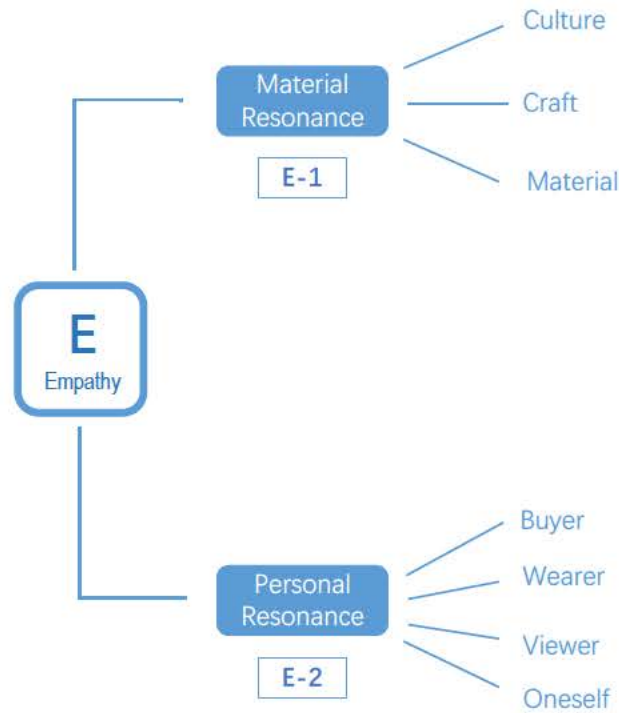 Culture
Material
Resonance
Craft
E-1
Material
E
Empathy
Buyer
Personal
Resonance
Wearer
Viewer
E-2
Oneself